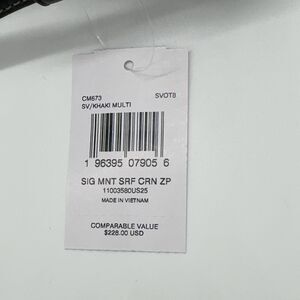 CM673 SVOT8
SV/KHAKI MULTI
1 96395 07905 6
SIG MNT SRF CRN ZP
11003580US25
MADE IN VIETNAM
COMPARABLE VALUE
$228.00 USD